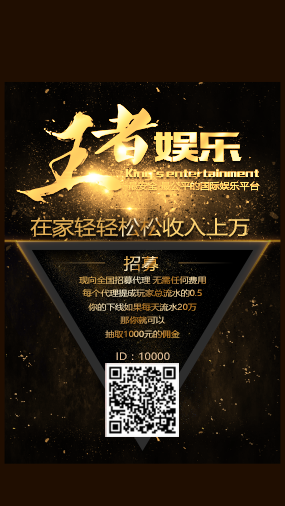 王者娱乐
King's entertainment
最安全 最公平的国际娱乐平台
在家轻轻松松收入上万
招募
现向全国招募代理 无需任何费用
每个代理提成玩家总流水的0.5
你的下线如果每天流水20万
那你就可以
抽取1000元的佣金
ID：10000